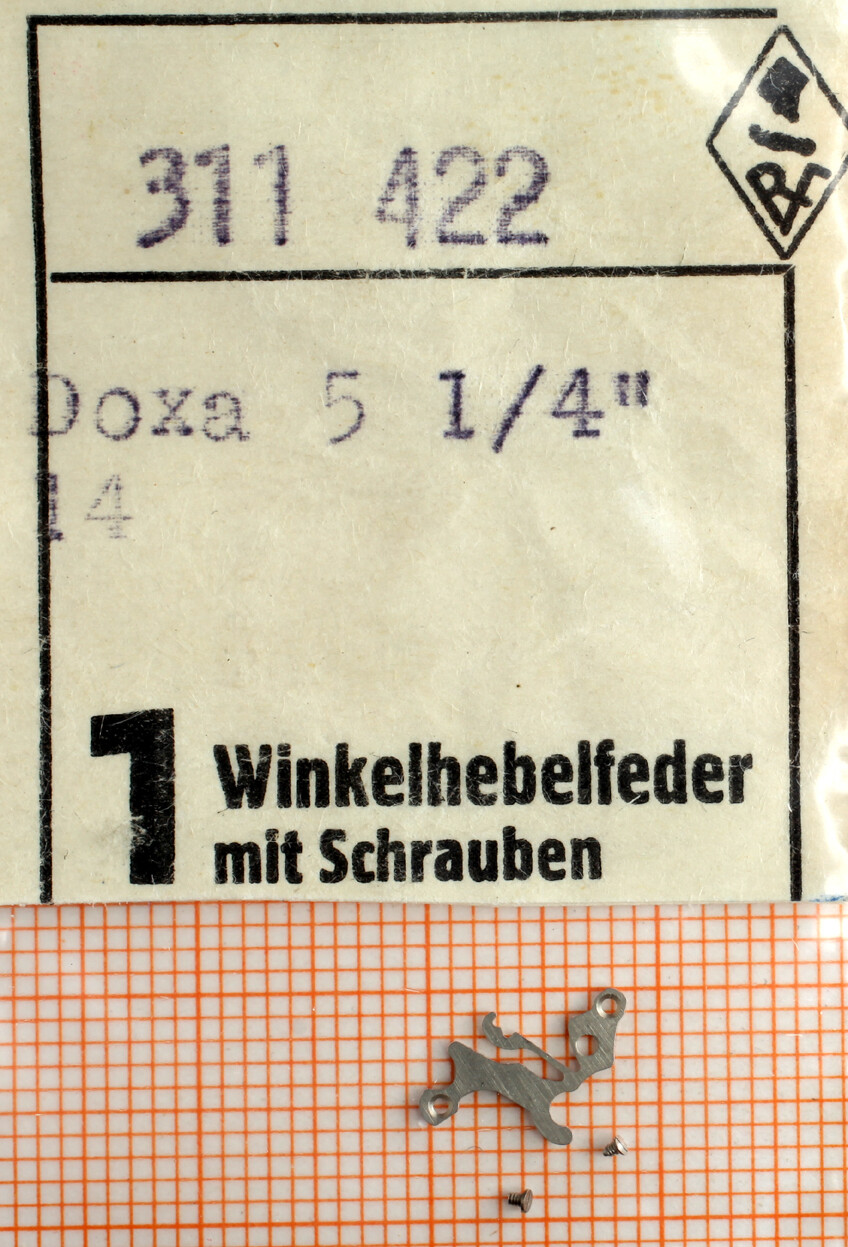 311 422
Doxa 5 1/4"
14
1 Winkelhebelfeder
mit Schrauben